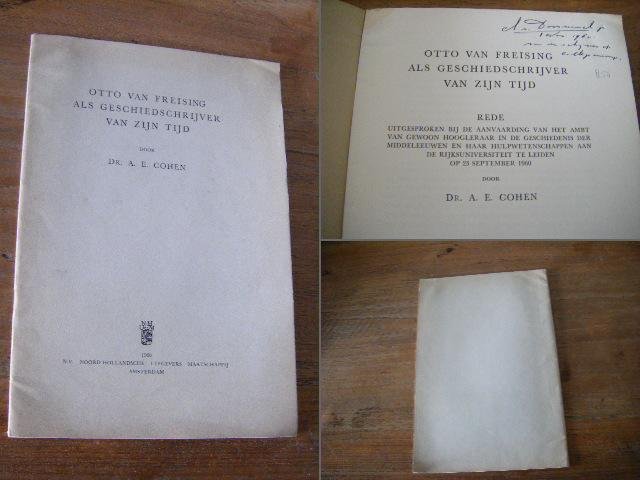 OTTO VAN FREISING
ALS GESCHIEDSCHRIJVER
VAN ZIJN TIJD
DOOR
DR. A. E. COHEN
1960
N.V. NOORD-HOLLANDSCHE UITGEVERS MAATSCHAPPIJ
AMSTERDAM
OTTO VAN FREISING
ALS GESCHIEDSCHRIJVER
VAN ZIJN TIJD
REDE
UITGESPROKEN BIJ DE AANVAARDING VAN HET AMBT
VAN GEWOON HOOGLERAAR IN DE GESCHIEDENIS DER
MIDDELEEUWEN EN HAAR HULPWETENSCHAPPEN AAN
DE RIJKSUNIVERSITEIT TE LEIDEN
OP 23 SEPTEMBER 1960
DOOR
DR. A. E. COHEN